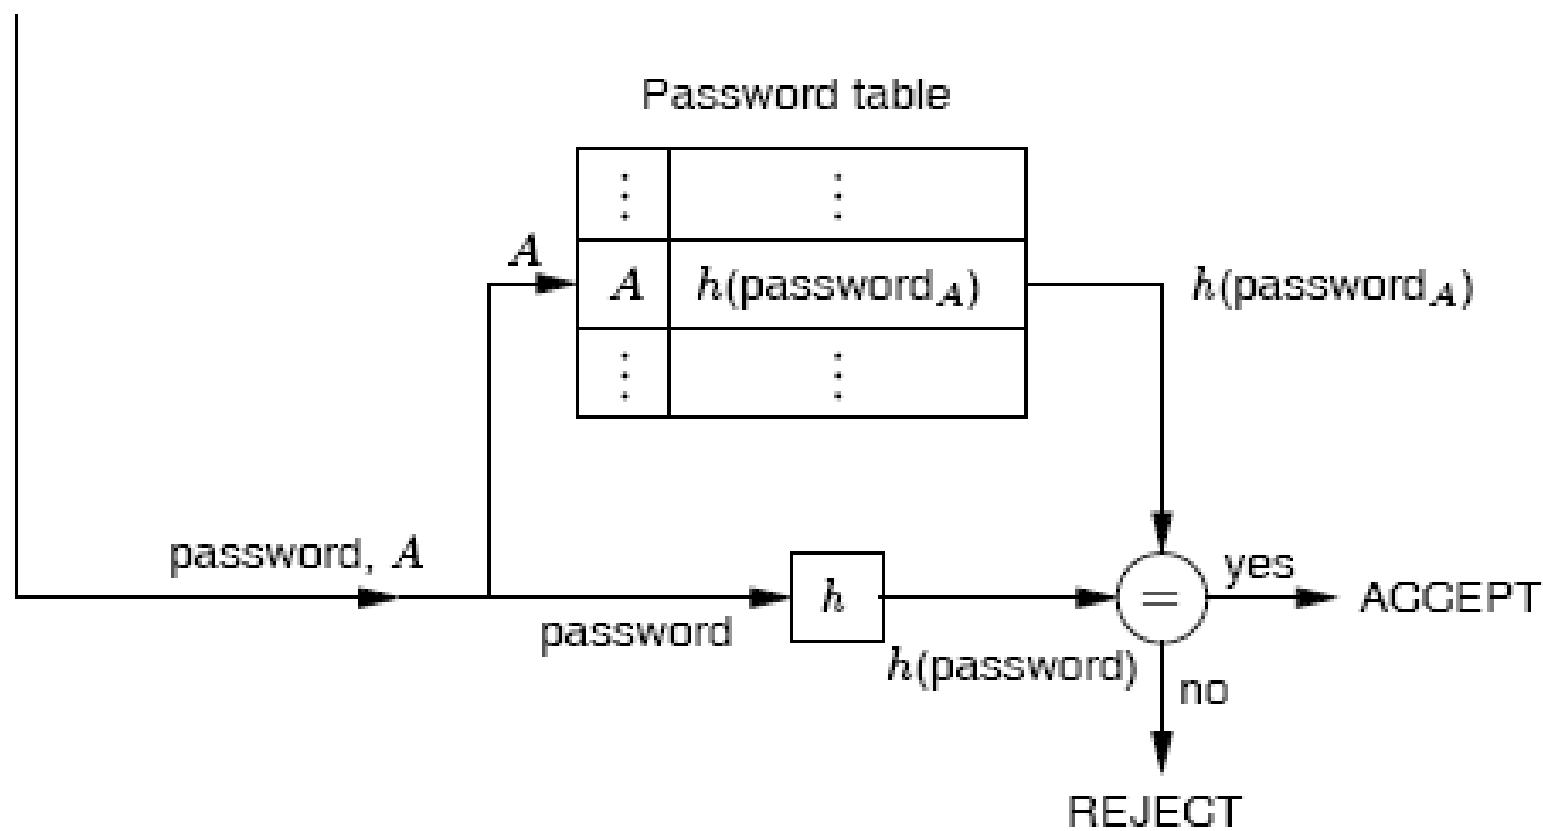 Password table
⋮ ⋮
A
A h(password_A) h(password_A)
⋮ ⋮
password, A
yes
h = ACCEPT
password
h(password)
no
REJECT